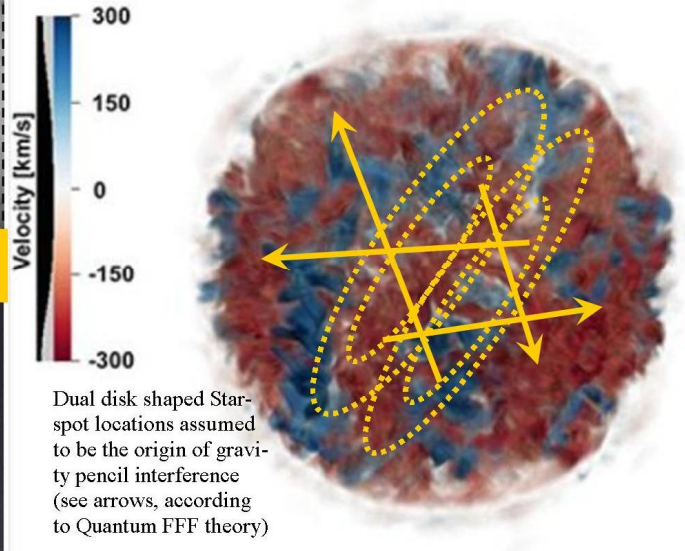 300
150
0
-150
-300
Velocity [km/s]
Dual disk shaped Star-
spot locations assumed
to be the origin of gravi-
ty pencil interference
(see arrows, according
to Quantum FFF theory)